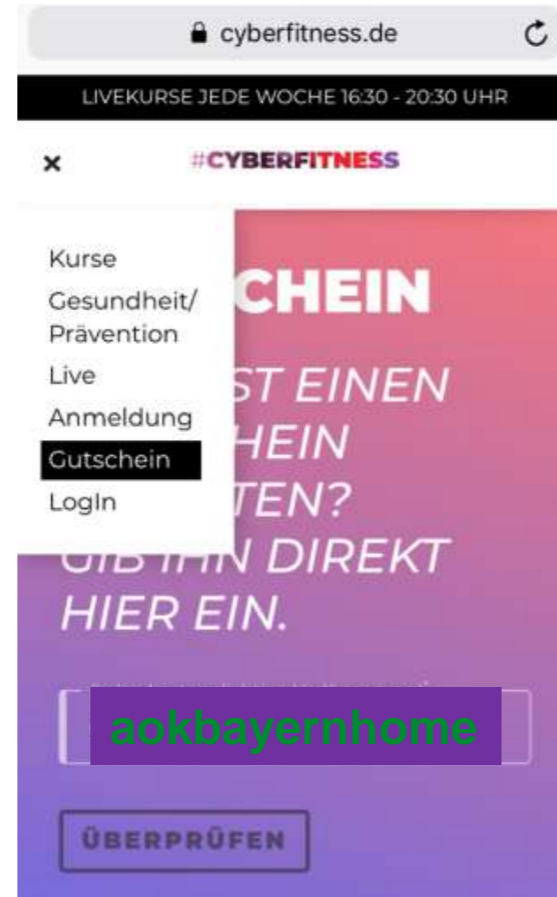 cyberfitness.de
LIVEKURSE JEDE WOCHE 16:30 - 20:30 UHR
#CYBERFITNESS
Kurse
Gesundheit/
Prävention
Live
Anmeldung
Gutschein
LogIn
CHEIN
ST EINEN
HEIN
TEN?
GIB IHN DIREKT
HIER EIN.
aokbayernhome
ÜBERPRÜFEN